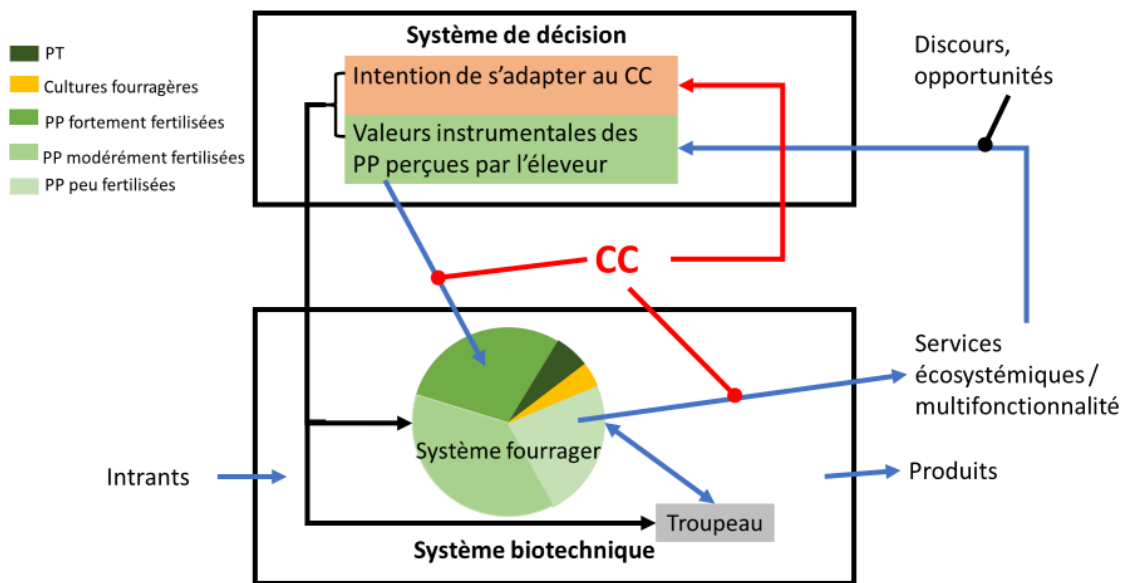 Système de décision
PT
Cultures fourragères
PP fortement fertilisées
PP modérément fertilisées
PP peu fertilisées
Intention de s’adapter au CC
Valeurs instrumentales des
PP perçues par l’éleveur
Discours,
opportunités
CC
Services
écosystémiques /
multifonctionnalité
Système fourrager
Intrants
Produits
Troupeau
Système biotechnique